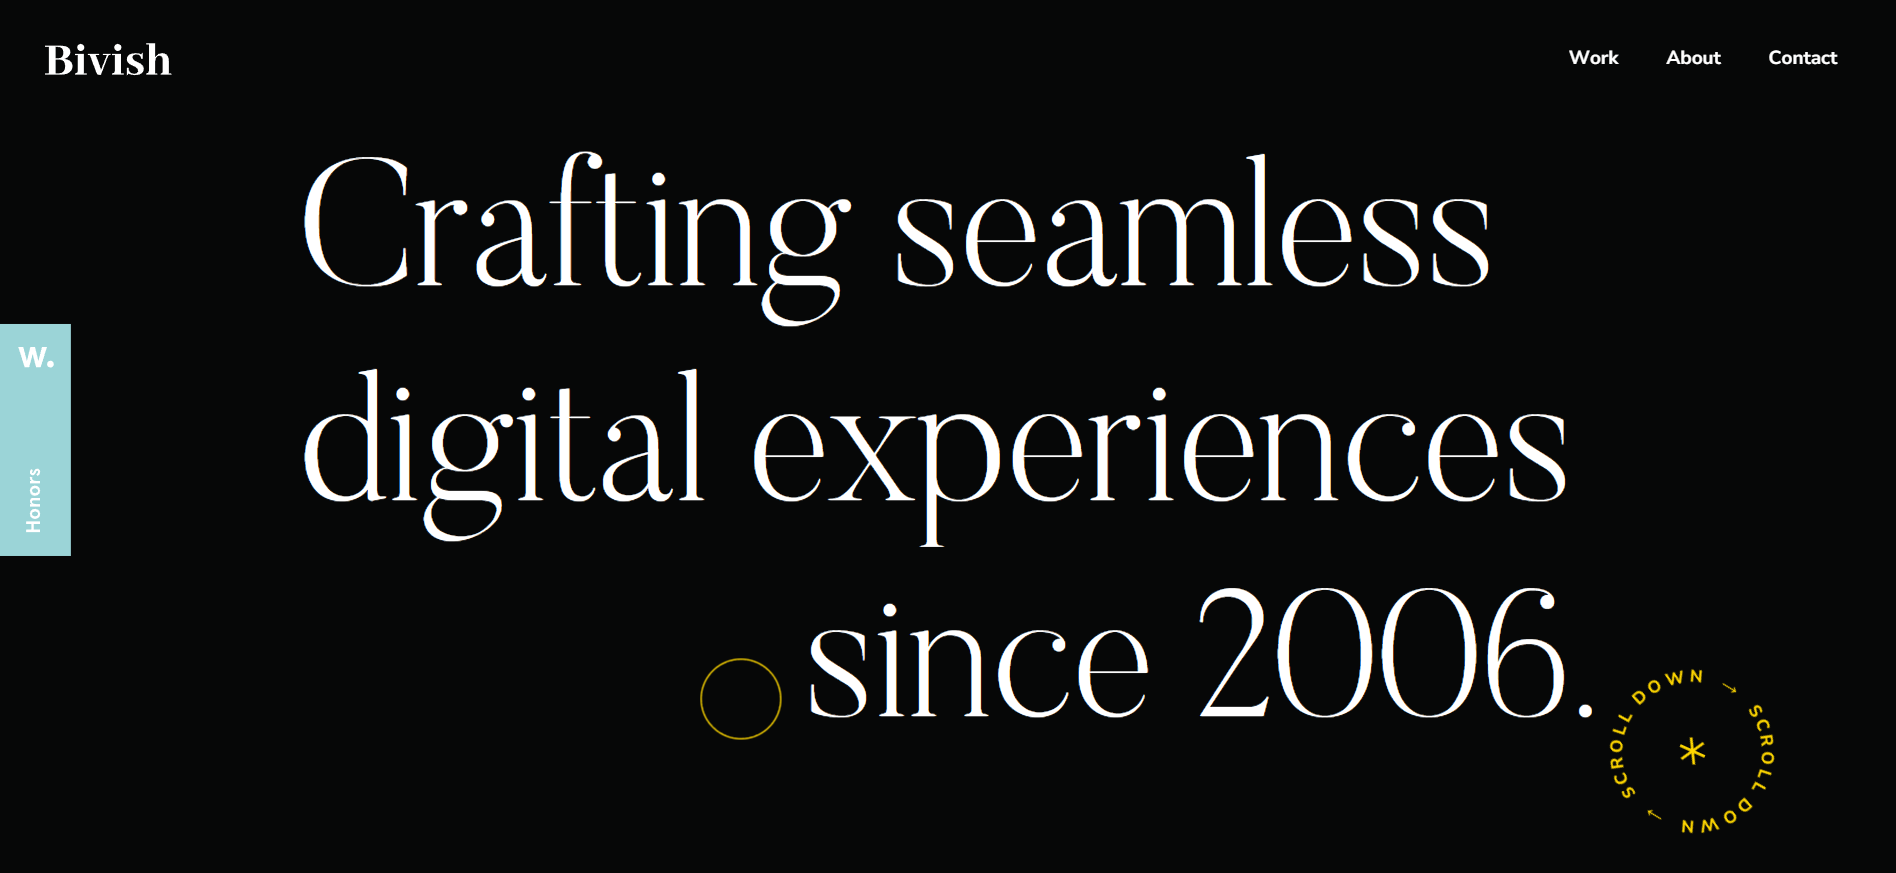 Bivish
Work About Contact
Crafting seamless
digital experiences
since 2006.
W.
Honors
SCROLL DOWN → SCROLL DOWN →